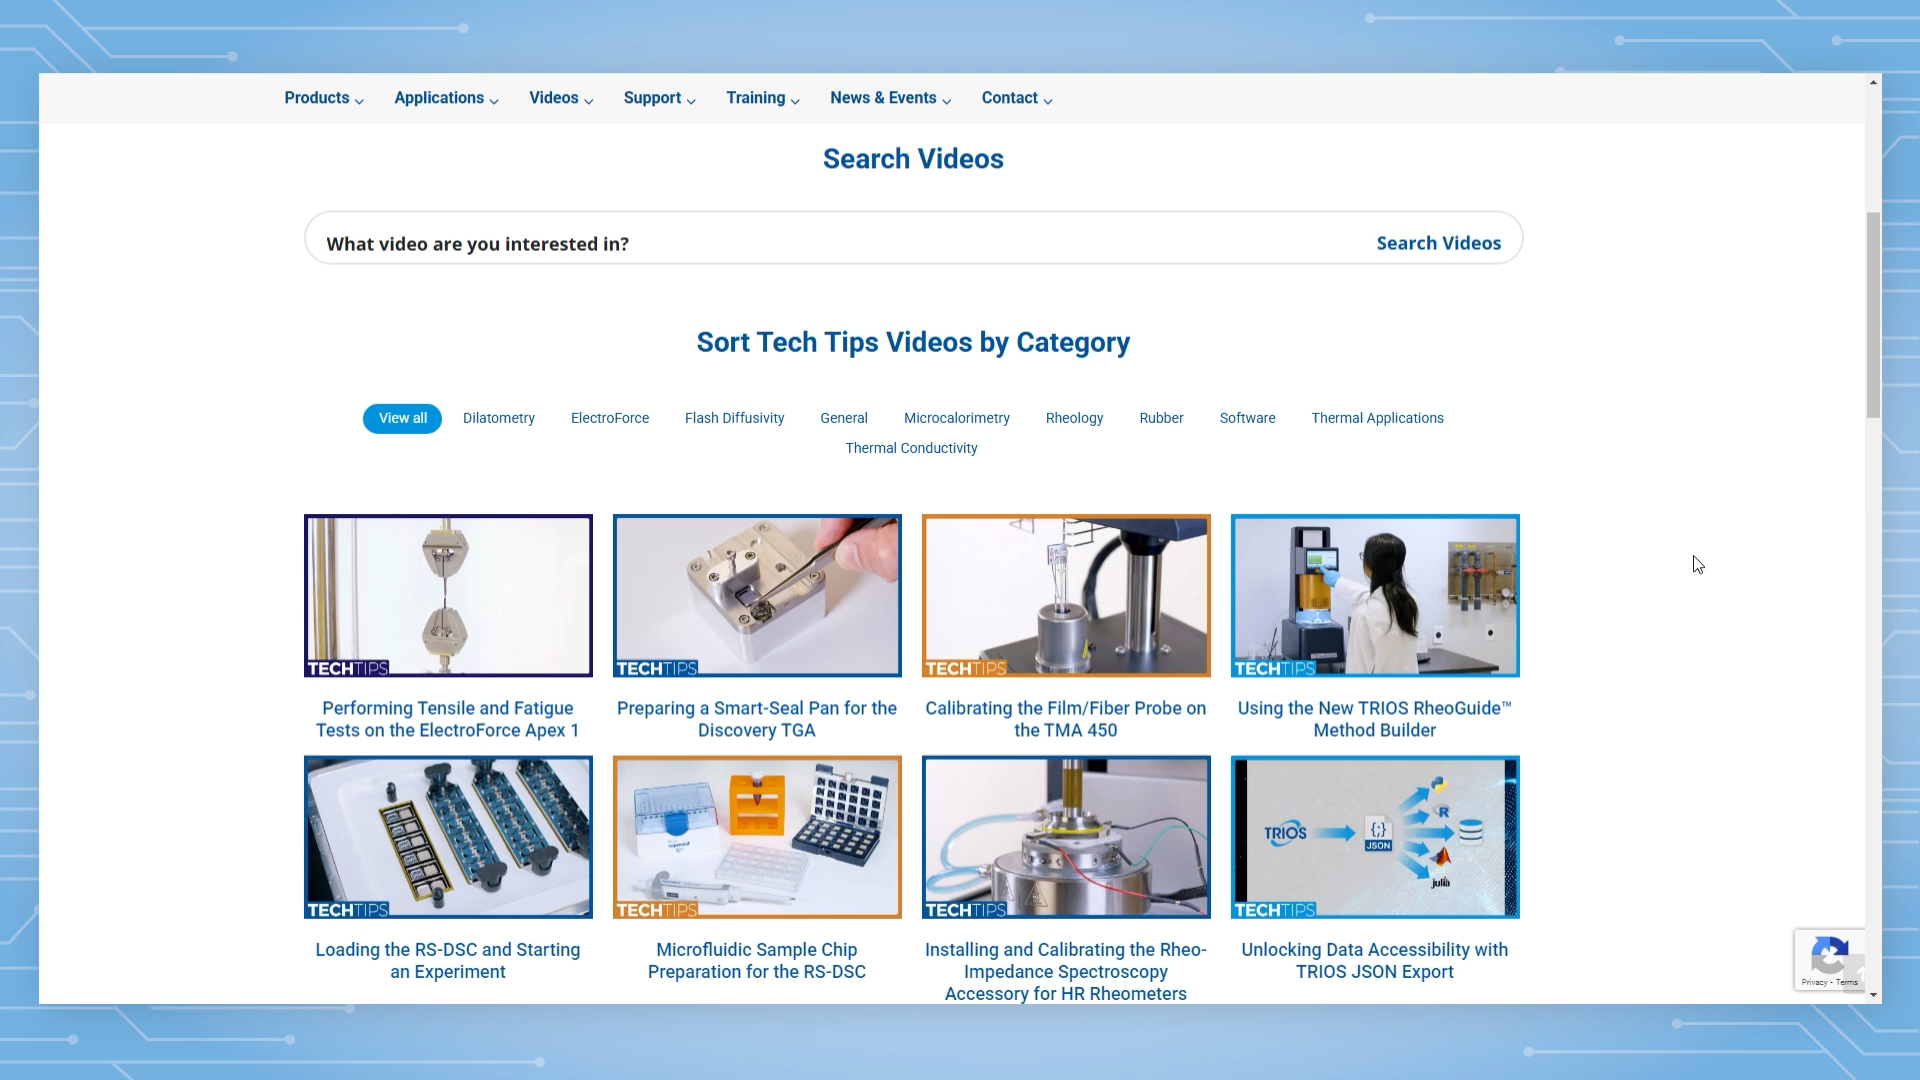 Products
Applications
Videos
Support
Training
News & Events
Contact
Search Videos
What video are you interested in?
Search Videos
Sort Tech Tips Videos by Category
View all
Dilatometry
ElectroForce
Flash Diffusivity
General
Microcalorimetry
Rheology
Rubber
Software
Thermal Applications
Thermal Conductivity
TECHTIPS
TECHTIPS
TECHTIPS
TECHTIPS
Performing Tensile and Fatigue
Tests on the ElectroForce Apex 1
Preparing a Smart-Seal Pan for the
Discovery TGA
Calibrating the Film/Fiber Probe on
the TMA 450
Using the New TRIOS RheoGuide™
Method Builder
TECHTIPS
TECHTIPS
TECHTIPS
TRIOS
{;}
JSON
R
julia
TECHTIPS
Loading the RS-DSC and Starting
an Experiment
Microfluidic Sample Chip
Preparation for the RS-DSC
Installing and Calibrating the Rheo-
Impedance Spectroscopy
Accessory for HR Rheometers
Unlocking Data Accessibility with
TRIOS JSON Export
Privacy - Terms